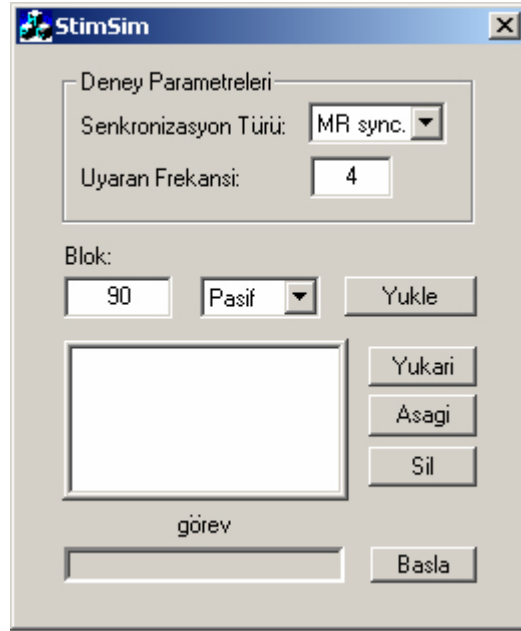 StimSim
Deney Parametreleri
Senkronizasyon Türü: MR sync.
Uyaran Frekansi: 4
Blok:
90 Pasif Yukle
Yukari
Asagi
Sil
görev
Basla